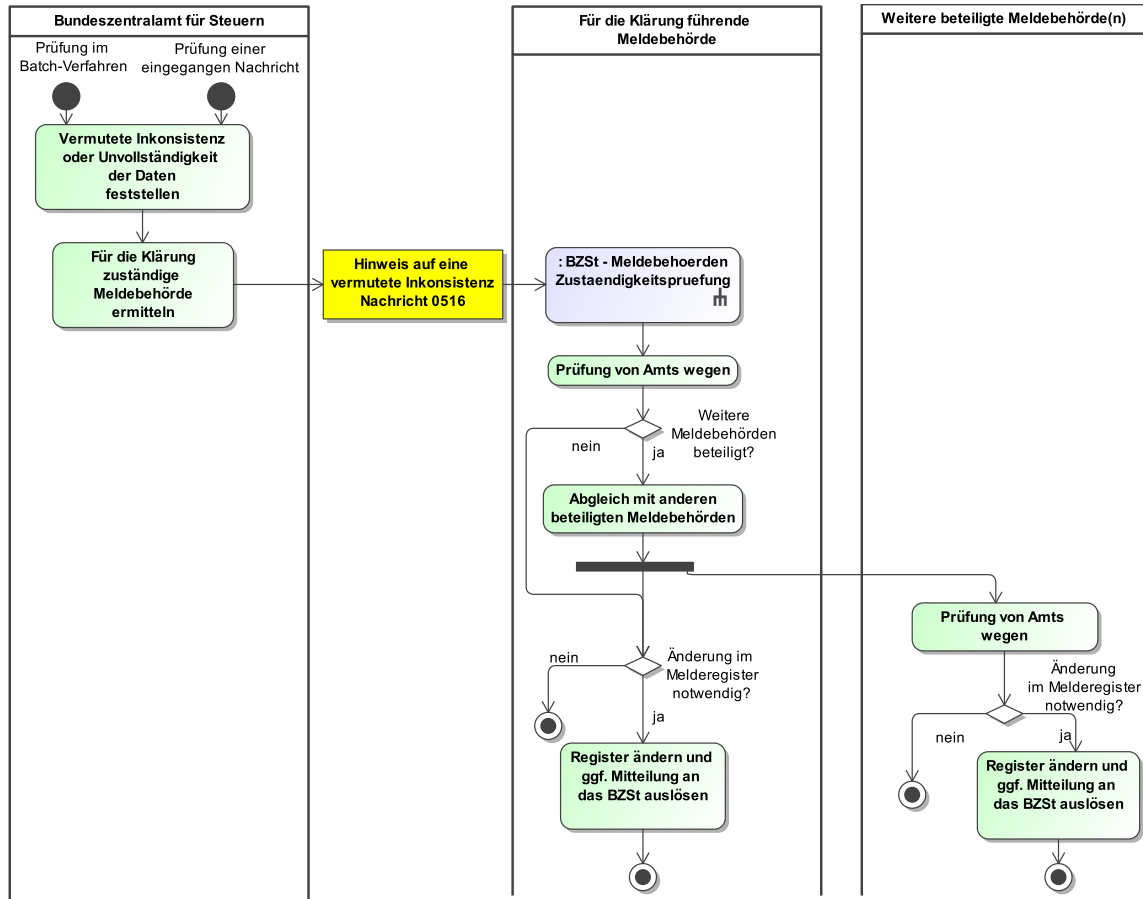 Bundeszentralamt für Steuern
Prüfung im
Batch-Verfahren
Prüfung einer
eingegangen Nachricht
Vermutete Inkonsistenz
oder Unvollständigkeit
der Daten
feststellen
Für die Klärung
zuständige
Meldebehörde
ermitteln
Hinweis auf eine
vermutete Inkonsistenz
Nachricht 0516
Für die Klärung führende
Meldebehörde
: BZSt - Meldebehoerden
Zustaendigkeitspruefung
Prüfung von Amts wegen
Weitere
Meldebehörden
beteiligt?
nein
ja
Abgleich mit anderen
beteiligten Meldebehörden
nein
Änderung im
Melderegister
notwendig?
ja
Register ändern und
ggf. Mitteilung an
das BZSt auslösen
Weitere beteiligte Meldebehörde(n)
Prüfung von Amts
wegen
Änderung
im Melderegister
notwendig?
nein
ja
Register ändern und
ggf. Mitteilung an
das BZSt auslösen